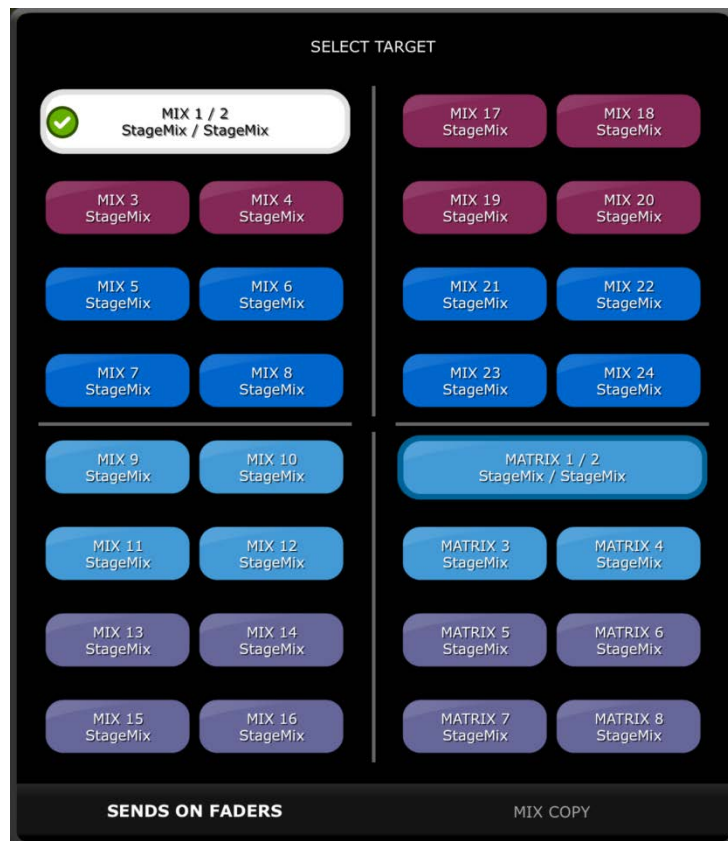 SELECT TARGET
MIX 1 / 2
StageMix / StageMix
MIX 3
StageMix
MIX 4
StageMix
MIX 5
StageMix
MIX 6
StageMix
MIX 7
StageMix
MIX 8
StageMix
MIX 17
StageMix
MIX 18
StageMix
MIX 19
StageMix
MIX 20
StageMix
MIX 21
StageMix
MIX 22
StageMix
MIX 23
StageMix
MIX 24
StageMix
MIX 9
StageMix
MIX 10
StageMix
MIX 11
StageMix
MIX 12
StageMix
MIX 13
StageMix
MIX 14
StageMix
MIX 15
StageMix
MIX 16
StageMix
MATRIX 1 / 2
StageMix / StageMix
MATRIX 3
StageMix
MATRIX 4
StageMix
MATRIX 5
StageMix
MATRIX 6
StageMix
MATRIX 7
StageMix
MATRIX 8
StageMix
SENDS ON FADERS
MIX COPY